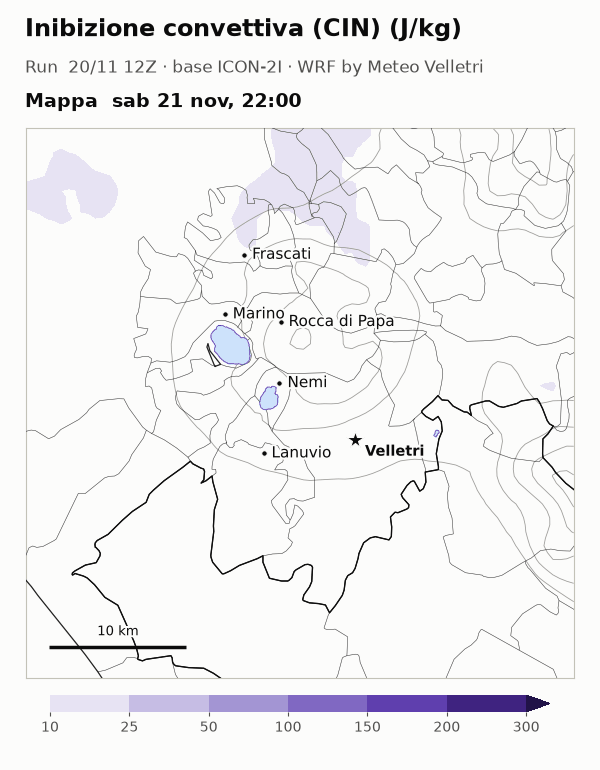 Inibizione convettiva (CIN) (J/kg)
Run  20/11 12Z · base ICON-2I · WRF by Meteo Velletri
Mappa  sab 21 nov, 22:00
Frascati
Marino
Rocca di Papa
Nemi
Velletri
Lanuvio
10 km
10 25 50 100 150 200 300